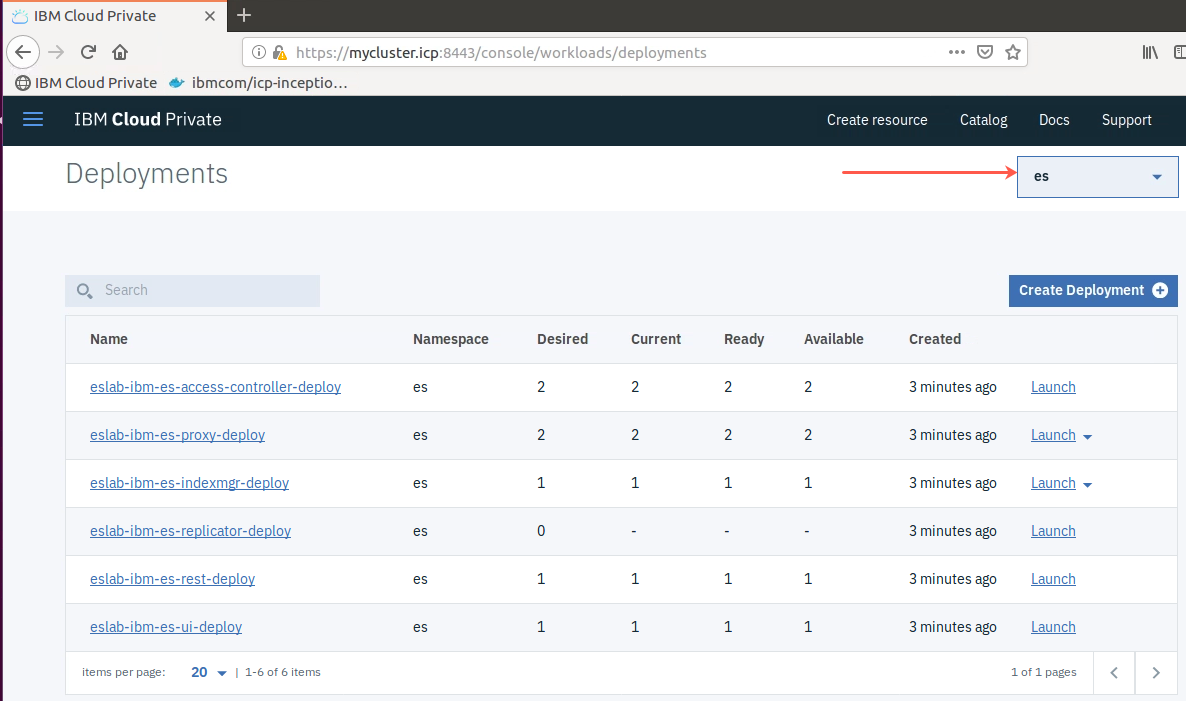 IBM Cloud Private
https://mycluster.icp:8443/console/workloads/deployments
IBM Cloud Private ibmcom/icp-inceptio...
IBM Cloud Private Create resource Catalog Docs Support
Deployments es
Search Create Deployment
Name Namespace Desired Current Ready Available Created
eslab-ibm-es-access-controller-deploy es 2 2 2 2 3 minutes ago Launch
eslab-ibm-es-proxy-deploy es 2 2 2 2 3 minutes ago Launch
eslab-ibm-es-indexmgr-deploy es 1 1 1 1 3 minutes ago Launch
eslab-ibm-es-replicator-deploy es 0 - - - 3 minutes ago Launch
eslab-ibm-es-rest-deploy es 1 1 1 1 3 minutes ago Launch
eslab-ibm-es-ui-deploy es 1 1 1 1 3 minutes ago Launch
items per page: 20 | 1-6 of 6 items 1 of 1 pages